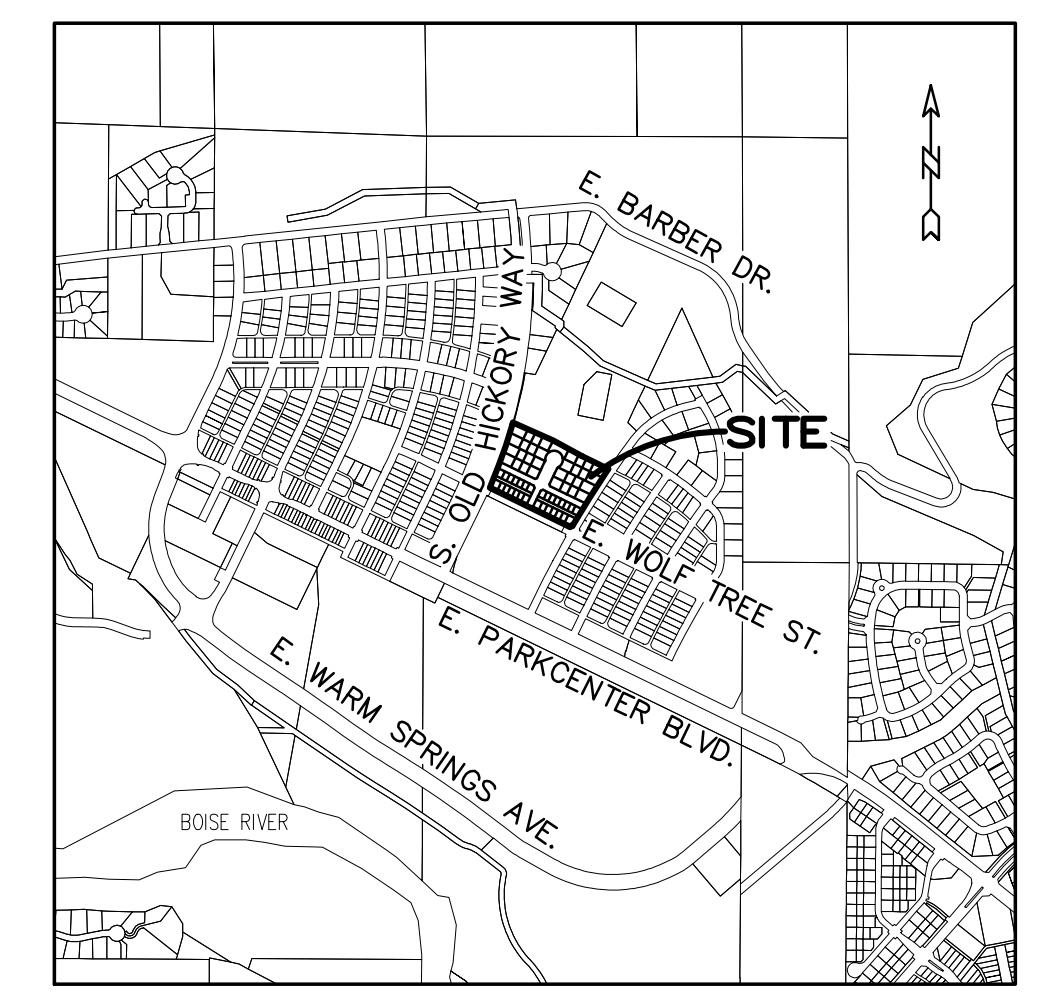 N
E. BARBER DR.
S. OLD HICKORY WAY
SITE
E. WOLF TREE ST.
E. PARKCENTER BLVD.
E. WARM SPRINGS AVE.
BOISE RIVER